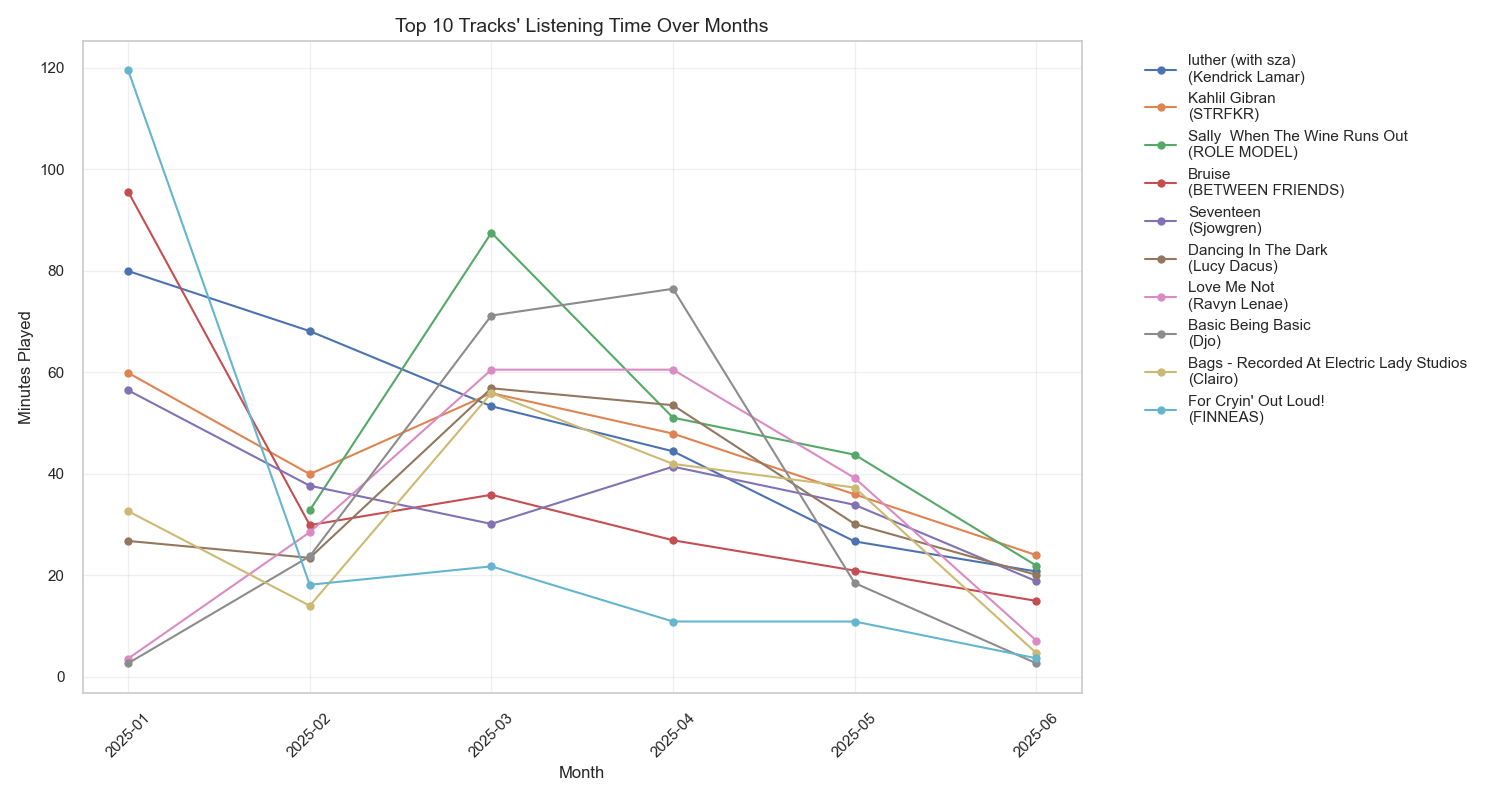 Top 10 Tracks' Listening Time Over Months
Minutes Played
120
100
80
60
40
20
0
2025-01
2025-02
2025-03
2025-04
2025-05
2025-06
Month
luther (with sza)
(Kendrick Lamar)
Kahlil Gibran
(STRFKR)
Sally  When The Wine Runs Out
(ROLE MODEL)
Bruise
(BETWEEN FRIENDS)
Seventeen
(Sjowgren)
Dancing In The Dark
(Lucy Dacus)
Love Me Not
(Ravyn Lenae)
Basic Being Basic
(Djo)
Bags - Recorded At Electric Lady Studios
(Clairo)
For Cryin' Out Loud!
(FINNEAS)